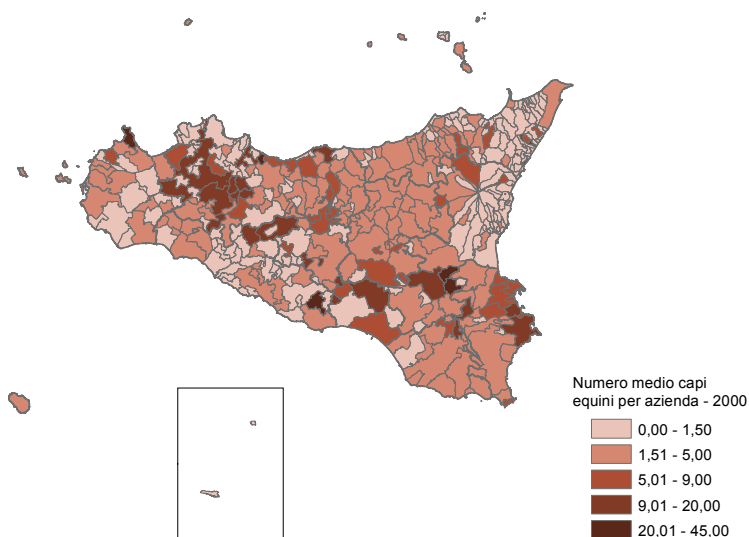 Numero medio capi
equini per azienda - 2000
0,00 - 1,50
1,51 - 5,00
5,01 - 9,00
9,01 - 20,00
20,01 - 45,00